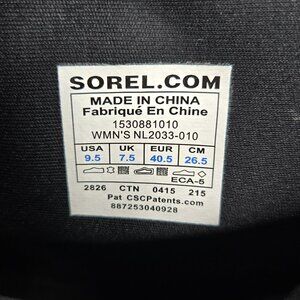 SOREL.COM
MADE IN CHINA
Fabriqué En Chine
1530881010
WMN'S NL2033-010
USA UK EUR CM
9.5 7.5 40.5 26.5
ECA-5
2826 CTN 0415 215
Pat CSCPatents.com
887253040928